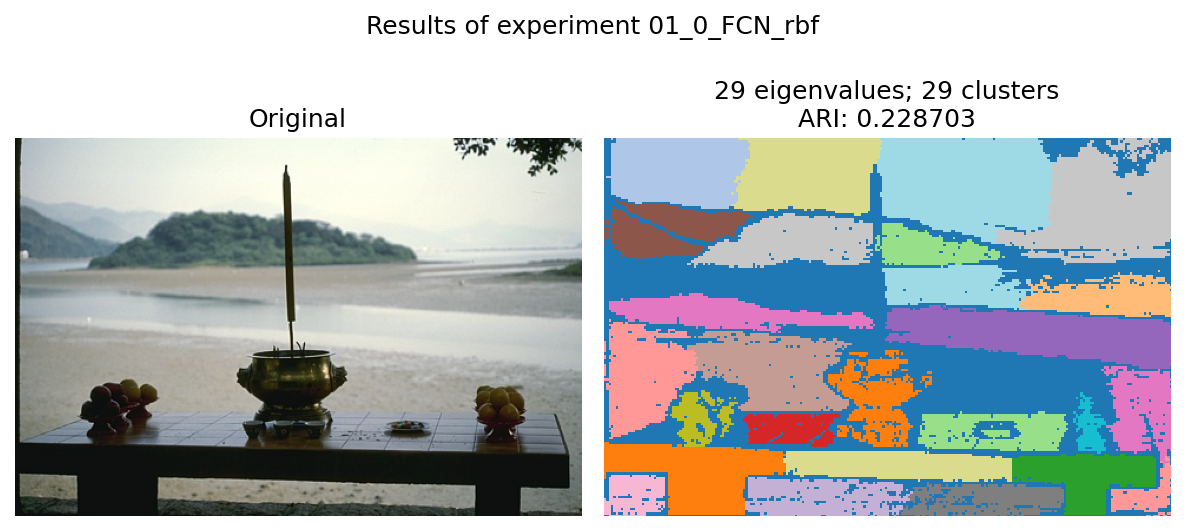 Results of experiment 01_0_FCN_rbf
Original
29 eigenvalues; 29 clusters
ARI: 0.228703